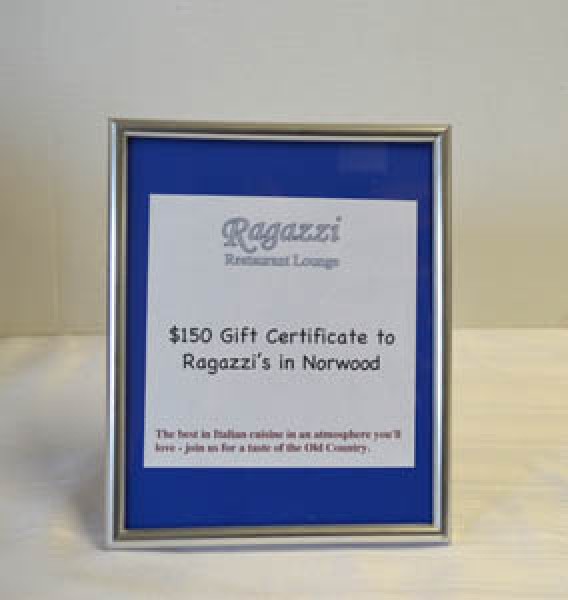 Ragazzi
Restaurant Lounge
$150 Gift Certificate to
Ragazzi's in Norwood
The best in Italian cuisine in an atmosphere you'll
love - join us for a taste of the Old Country.